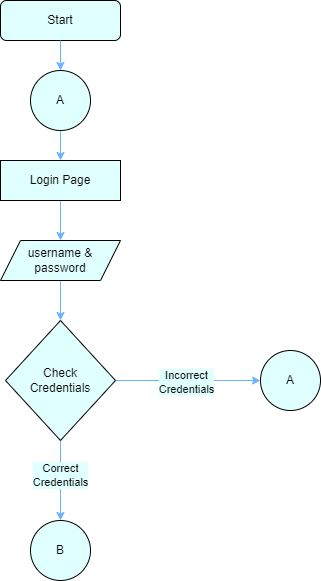 Start
A
Login Page
username &
password
Check
Credentials
Incorrect
Credentials
A
Correct
Credentials
B